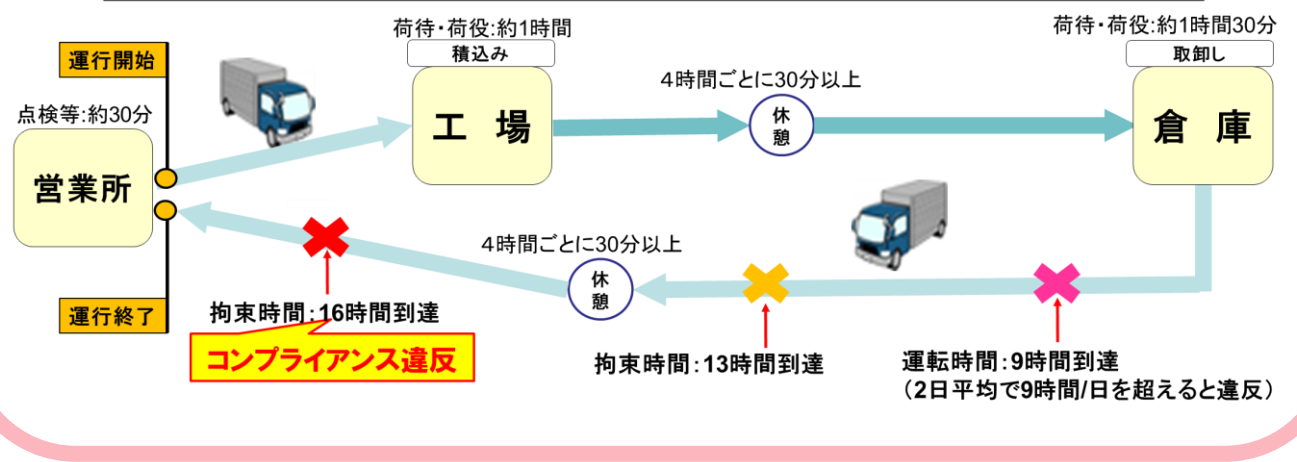 荷待・荷役:約1時間
荷待・荷役:約1時間30分
運行開始
積込み
取卸し
4時間ごとに30分以上
点検等:約30分
工場
休
憩
倉庫
営業所
4時間ごとに30分以上
休
憩
運行終了
拘束時間:16時間到達
コンプライアンス違反
拘束時間:13時間到達
運転時間:9時間到達
(2日平均で9時間/日を超えると違反)